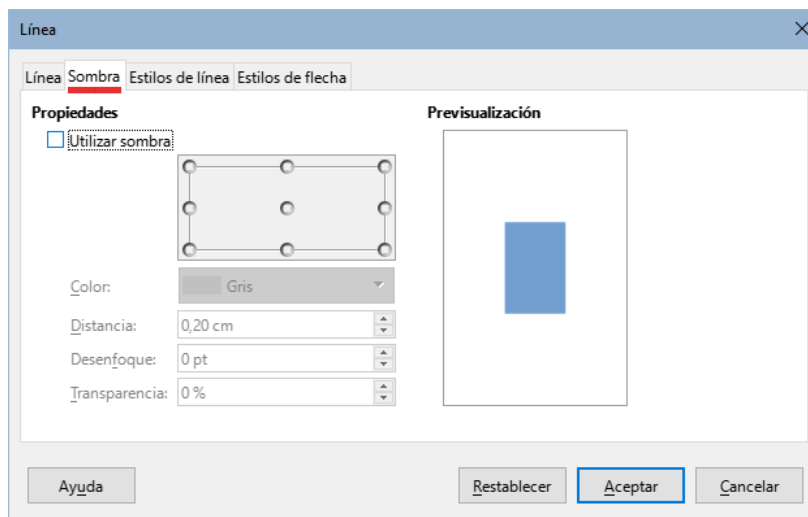 Línea
Línea Sombra Estilos de línea Estilos de flecha
Propiedades
Utilizar sombra
Color: Gris
Distancia: 0,20 cm
Desenfoque: 0 pt
Transparencia: 0 %
Previsualización
Ayuda Restablecer Aceptar Cancelar